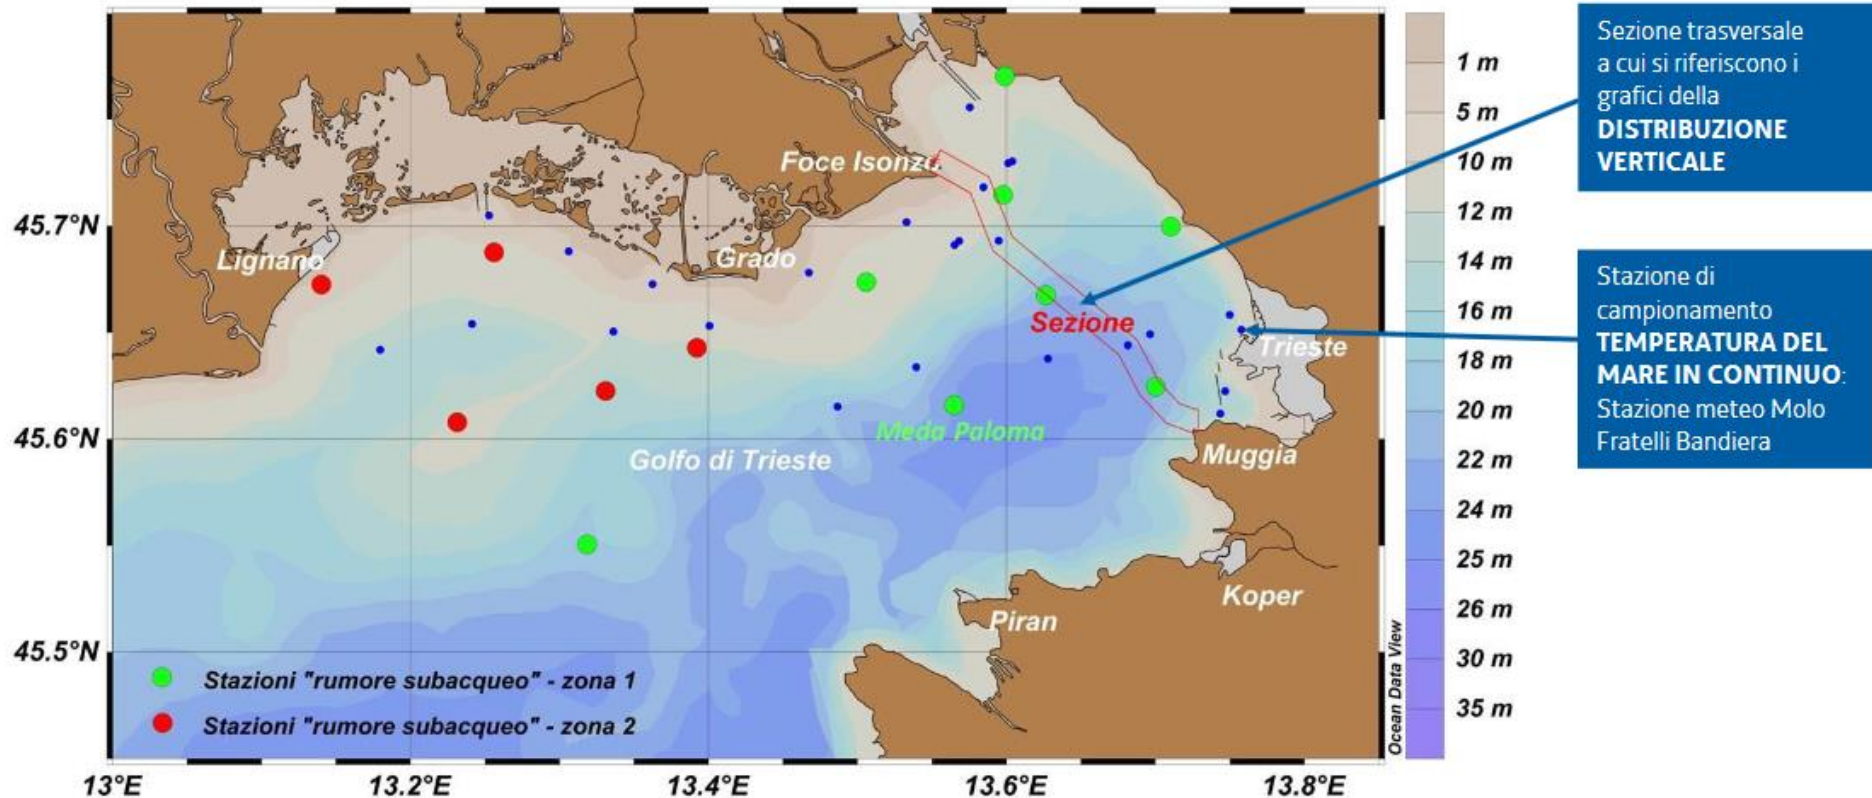 Sezione trasversale
a cui si riferiscono i
grafici della
DISTRIBUZIONE
VERTICALE
Stazione di
campionamento
TEMPERATURA DEL
MARE IN CONTINUO:
Stazione meteo Molo
Fratelli Bandiera
1 m
5 m
10 m
12 m
14 m
16 m
18 m
20 m
22 m
24 m
25 m
26 m
30 m
35 m
Ocean Data View
45.7°N
45.6°N
45.5°N
13°E
13.2°E
13.4°E
13.6°E
13.8°E
Foce Isonzo
Lignano
Grado
Sezione
Trieste
Meda Paloma
Golfo di Trieste
Muggia
Koper
Piran
Stazioni "rumore subacqueo" - zona 1
Stazioni "rumore subacqueo" - zona 2